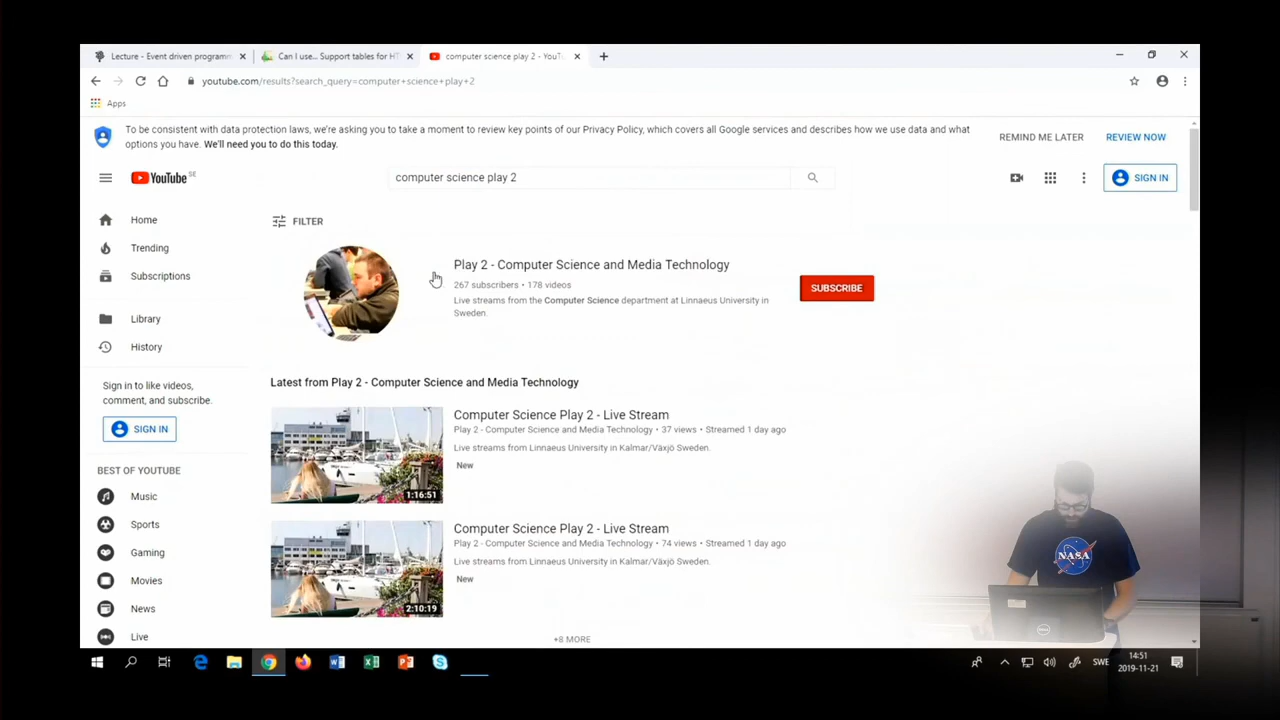 Lecture - Event driven programm
Can I use... Support tables for HT
computer science play 2 - YouTu
youtube.com/results?search_query=computer+science+play+2
Apps
To be consistent with data protection laws, we're asking you to take a moment to review key points of our Privacy Policy, which covers all Google services and describes how we use data and what
options you have. We'll need you to do this today.
REMIND ME LATER
REVIEW NOW
YouTube SE
computer science play 2
SIGN IN
Home
Trending
Subscriptions
Library
History
Sign in to like videos,
comment, and subscribe.
SIGN IN
BEST OF YOUTUBE
Music
Sports
Gaming
Movies
News
Live
FILTER
Play 2 - Computer Science and Media Technology
267 subscribers • 178 videos
Live streams from the Computer Science department at Linnaeus University in
Sweden.
SUBSCRIBE
Latest from Play 2 - Computer Science and Media Technology
Computer Science Play 2 - Live Stream
Play 2 - Computer Science and Media Technology • 37 views • Streamed 1 day ago
Live streams from Linnaeus University in Kalmar/Växjö Sweden.
New
1:16:51
Computer Science Play 2 - Live Stream
Play 2 - Computer Science and Media Technology • 74 views • Streamed 1 day ago
Live streams from Linnaeus University in Kalmar/Växjö Sweden.
New
2:10:19
+8 MORE
NASA
DELL
SWE
14:51
2019-11-21